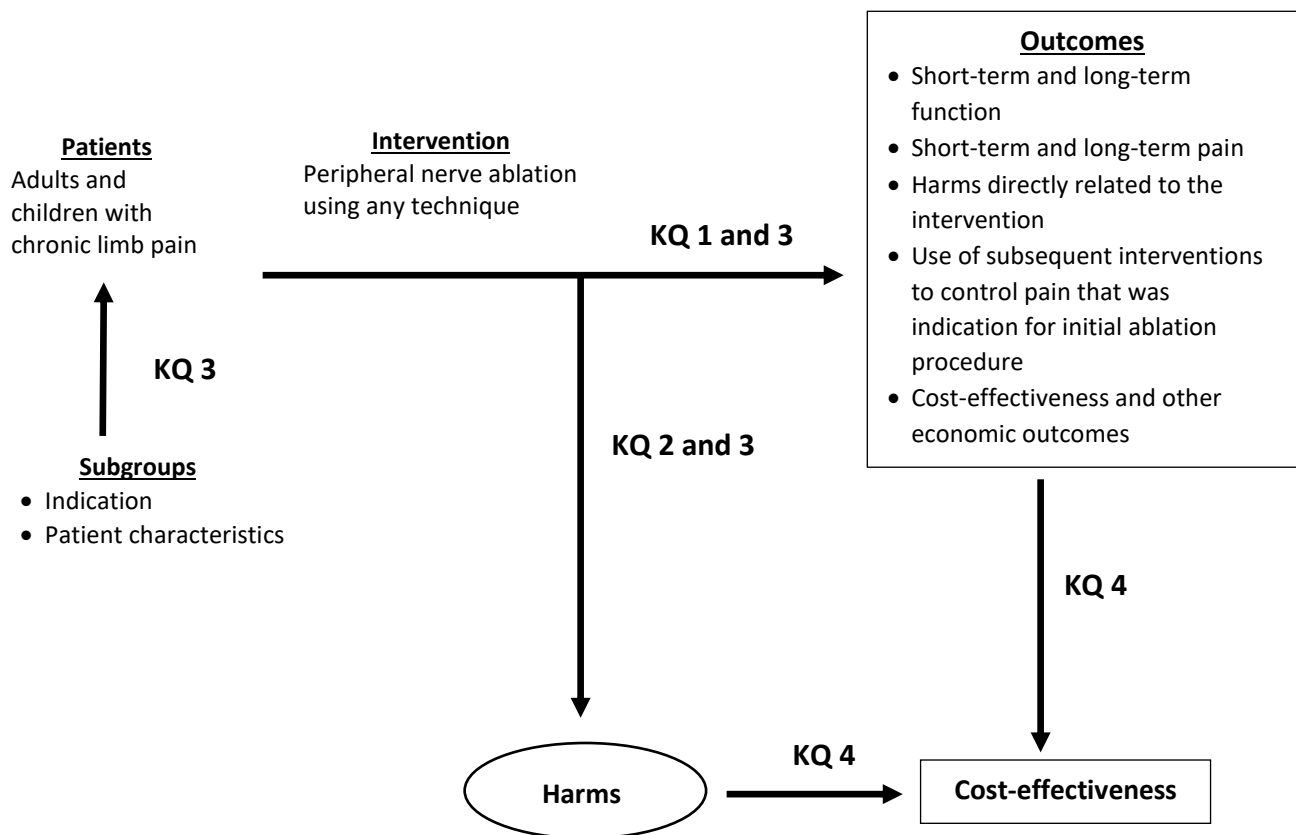 Patients
Adults and
children with
chronic limb pain
KQ 3
Subgroups
• Indication
• Patient characteristics
Intervention
Peripheral nerve ablation
using any technique
KQ 1 and 3
KQ 2 and 3
Outcomes
• Short-term and long-term
function
• Short-term and long-term pain
• Harms directly related to the
intervention
• Use of subsequent interventions
to control pain that was
indication for initial ablation
procedure
• Cost-effectiveness and other
economic outcomes
KQ 4
Harms
KQ 4
Cost-effectiveness